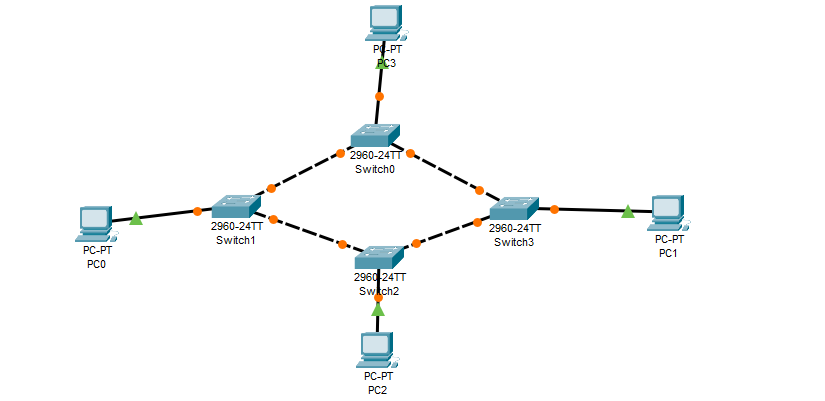 PC-PT
PC3
2960-24TT
Switch0
2960-24TT
Switch1
2960-24TT
Switch3
PC-PT
PC0
PC-PT
PC1
2960-24TT
Switch2
PC-PT
PC2